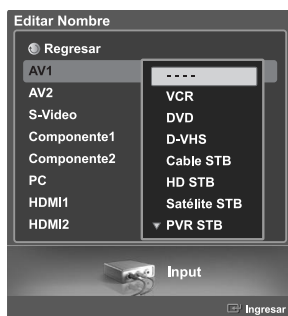 Editar Nombre
Regresar
AV1
AV2
S-Video
Componente1
Componente2
PC
HDMI1
HDMI2
- - - -
VCR
DVD
D-VHS
Cable STB
HD STB
Satélite STB
PVR STB
Input
Ingresar